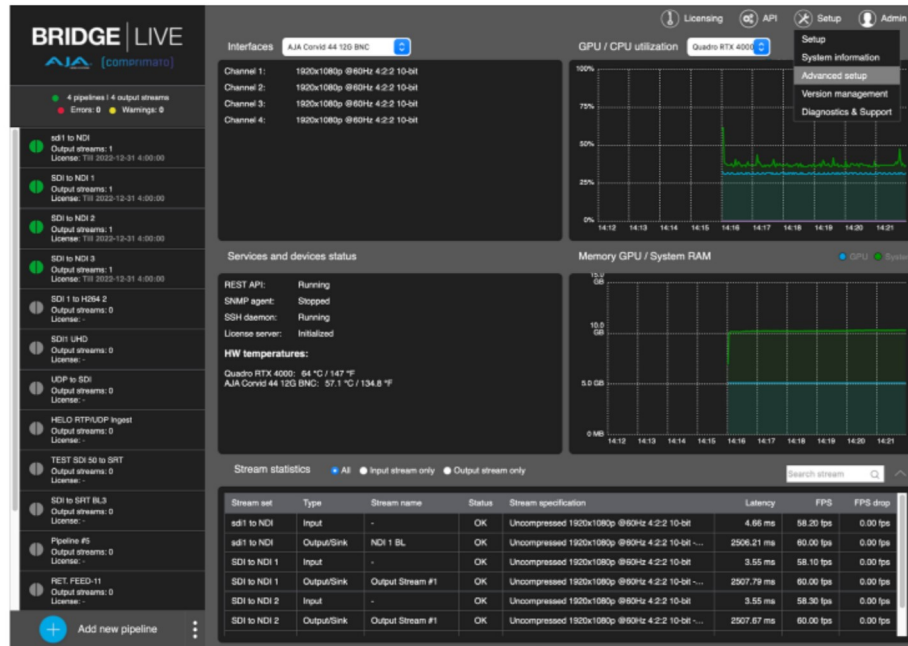 BRIDGE | LIVE
AJA [comprimato]
4 pipelines | 4 output streams
Errors: 0 Warnings: 0
sdi1 to NDI
Output streams: 1
License: Till 2022-12-31 4:00:00
SDI to NDI 1
Output streams: 1
License: Till 2022-12-31 4:00:00
SDI to NDI 2
Output streams: 1
License: Till 2022-12-31 4:00:00
SDI to NDI 3
Output streams: 1
License: Till 2022-12-31 4:00:00
SDI 1 to H264 2
Output streams: 0
License: -
SDI1 UHD
Output streams: 0
License: -
UDP to SDI
Output streams: 0
License: -
HELO RTP/UDP Ingest
Output streams: 0
License: -
TEST SDI 50 to SRT
Output streams: 0
License: -
SDI to SRT BL3
Output streams: 0
License: -
Pipeline #5
Output streams: 0
License: -
RET. FEED-11
Output streams: 0
License: -
Add new pipeline
Licensing API Setup Admin
Setup
System information
Advanced setup
Version management
Diagnostics & Support
Interfaces AJA Corvid 44 12G BNC
Channel 1: 1920x1080p @60Hz 4:2:2 10-bit
Channel 2: 1920x1080p @60Hz 4:2:2 10-bit
Channel 3: 1920x1080p @60Hz 4:2:2 10-bit
Channel 4: 1920x1080p @60Hz 4:2:2 10-bit
GPU / CPU utilization Quadro RTX 4000
100%
75%
50%
25%
0%
14:12 14:13 14:14 14:15 14:16 14:17 14:18 14:19 14:20 14:21
Services and devices status
REST API: Running
SNMP agent: Stopped
SSH daemon: Running
License server: Initialized
HW temperatures:
Quadro RTX 4000: 64 °C / 147 °F
AJA Corvid 44 12G BNC: 57.1 °C / 134.8 °F
Memory GPU / System RAM GPU System
15.0 GB
10.0 GB
5.0 GB
0 MB
14:12 14:13 14:14 14:15 14:16 14:17 14:18 14:19 14:20 14:21
Stream statistics All Input stream only Output stream only Search stream
Stream set Type Stream name Status Stream specification Latency FPS FPS drop
sdi1 to NDI Input - OK Uncompressed 1920x1080p @60Hz 4:2:2 10-bit 4.66 ms 58.20 fps 0.00 fps
sdi1 to NDI Output/Sink NDI 1 BL OK Uncompressed 1920x1080p @60Hz 4:2:2 10-bit -... 2506.21 ms 60.00 fps 0.00 fps
SDI to NDI 1 Input - OK Uncompressed 1920x1080p @60Hz 4:2:2 10-bit 3.55 ms 58.10 fps 0.00 fps
SDI to NDI 1 Output/Sink Output Stream #1 OK Uncompressed 1920x1080p @60Hz 4:2:2 10-bit -... 2507.79 ms 60.00 fps 0.00 fps
SDI to NDI 2 Input - OK Uncompressed 1920x1080p @60Hz 4:2:2 10-bit 3.55 ms 58.30 fps 0.00 fps
SDI to NDI 2 Output/Sink Output Stream #1 OK Uncompressed 1920x1080p @60Hz 4:2:2 10-bit -... 2507.67 ms 60.00 fps 0.00 fps